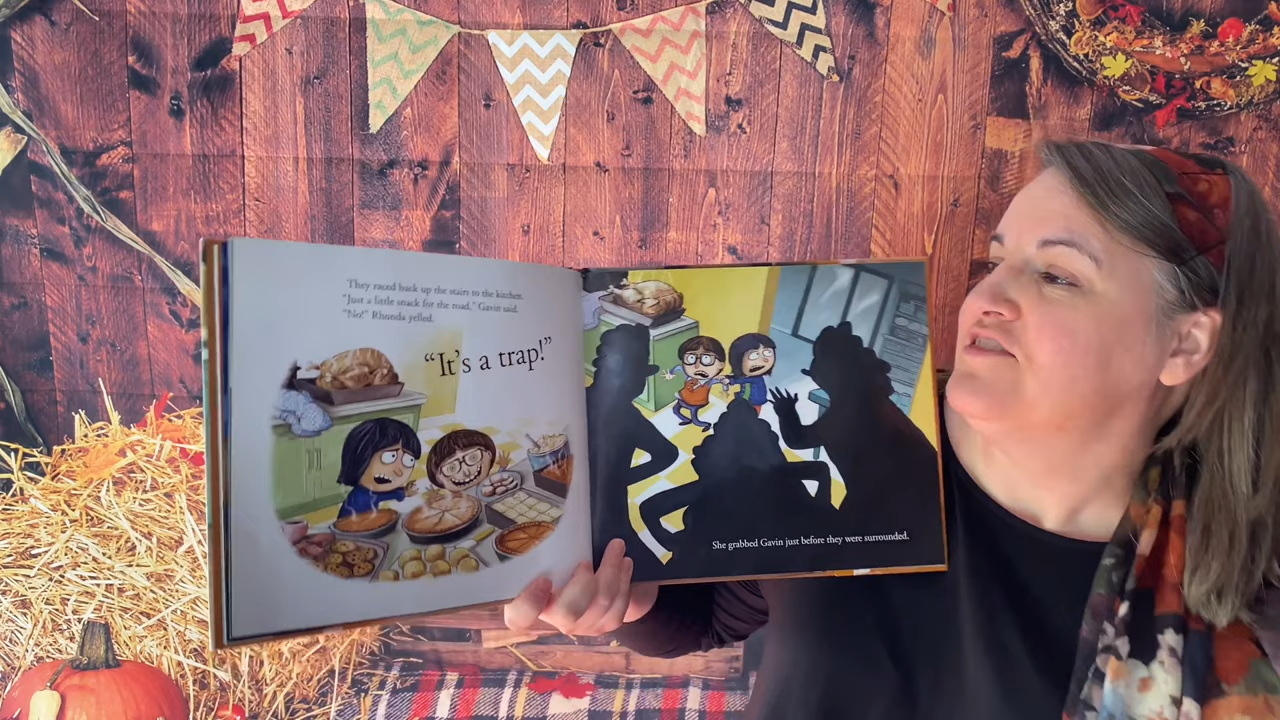 They raced back up the stairs to the kitchen.
"Just a little snack for the road," Gavin said.
"No!" Rhonda yelled.
"It's a trap!"
She grabbed Gavin just before they were surrounded.